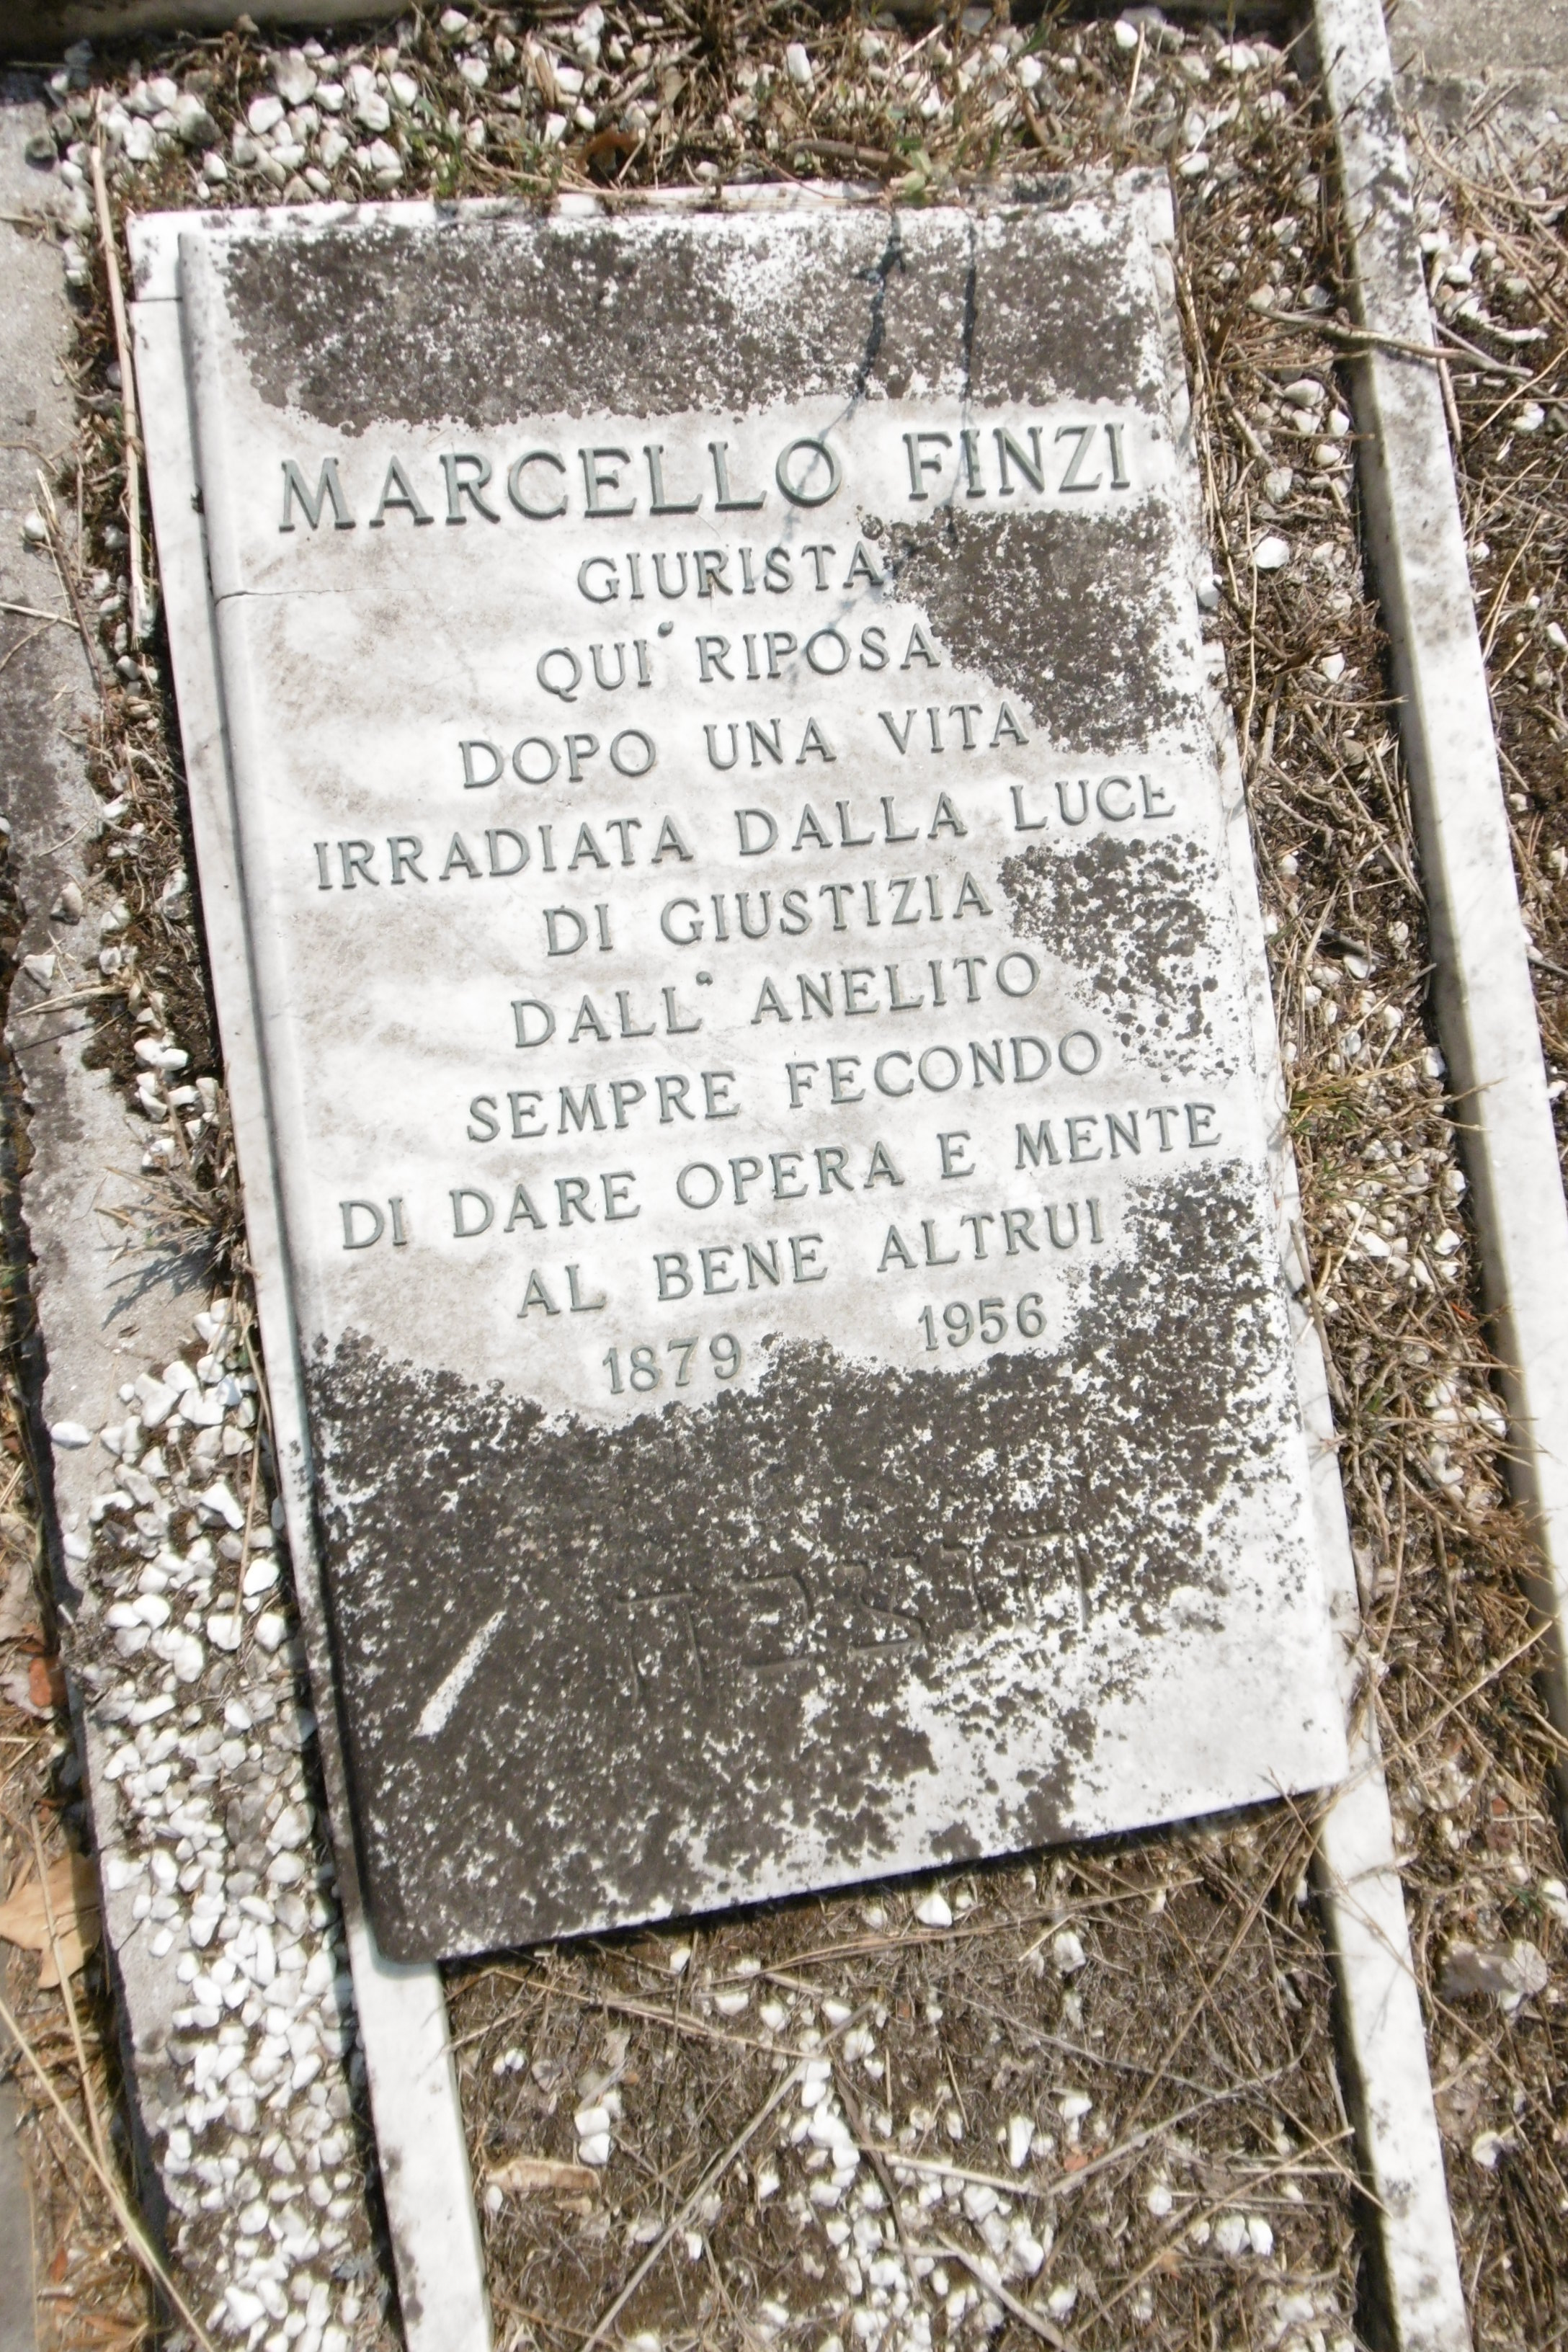 MARCELLO FINZI
GIURISTA
QUI RIPOSA
DOPO UNA VITA
IRRADIATA DALLA LUCE
DI GIUSTIZIA
DALL' ANELITO
SEMPRE FECONDO
DI DARE OPERA E MENTE
AL BENE ALTRUI
1879 1956